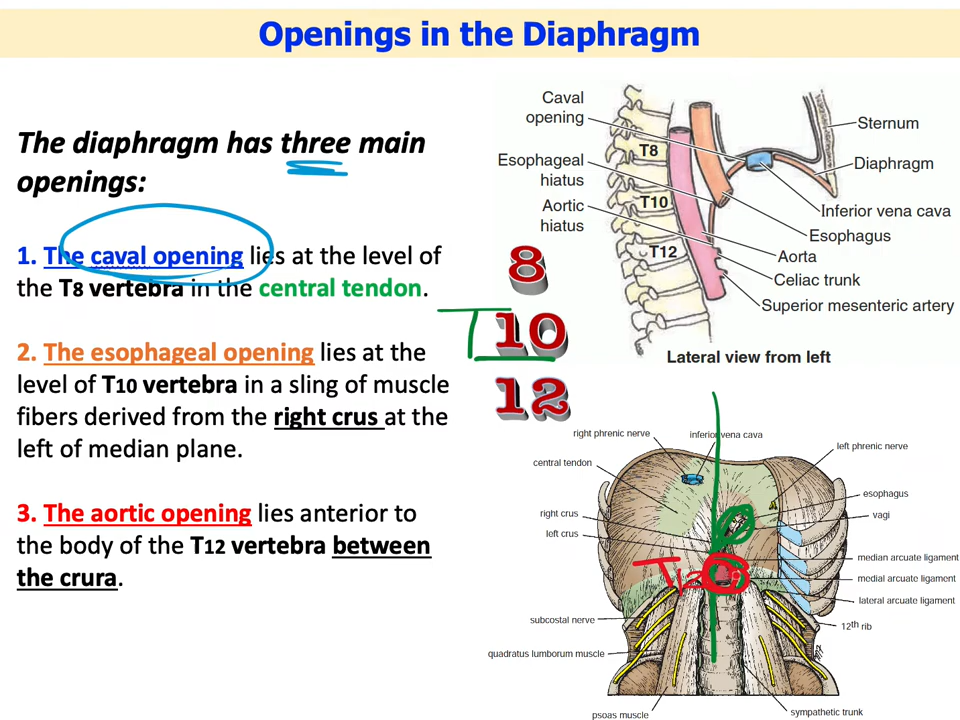 Openings in the Diaphragm
The diaphragm has three main
openings:
1. The caval opening lies at the level of
the T8 vertebra in the central tendon.
2. The esophageal opening lies at the
level of T10 vertebra in a sling of muscle
fibers derived from the right crus at the
left of median plane.
3. The aortic opening lies anterior to
the body of the T12 vertebra between
the crura.
8
T 10
12
Caval
opening
Esophageal
hiatus
Aortic
hiatus
T8
T10
T12
Sternum
Diaphragm
Inferior vena cava
Esophagus
Aorta
Celiac trunk
Superior mesenteric artery
Lateral view from left
right phrenic nerve
inferior vena cava
left phrenic nerve
central tendon
esophagus
vagi
right crus
left crus
T12
median arcuate ligament
medial arcuate ligament
lateral arcuate ligament
subcostal nerve
12th rib
quadratus lumborum muscle
psoas muscle
sympathetic trunk